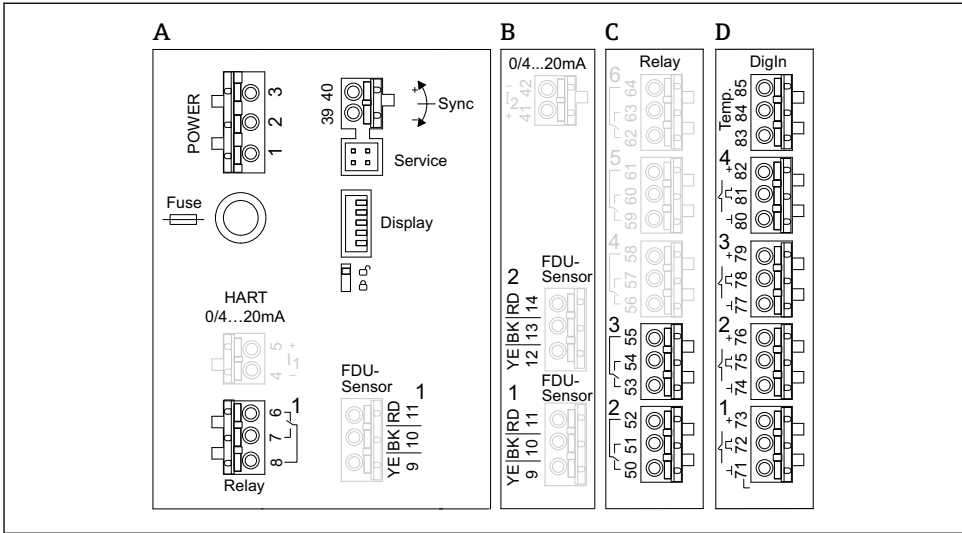 A
POWER
3
2
1
39 40
+
-
Sync
Service
Fuse
Display
HART
0/4...20mA
5 +
1
4 -
6
7
8
1
Relay
FDU-
Sensor
1
YE BK RD
9 10 11
B
0/4...20mA
- 42
2
+ 41
2
FDU-
Sensor
YE BK RD
12 13 14
1
FDU-
Sensor
YE BK RD
9 10 11
C
Relay
6
62 63 64
5
59 60 61
4
56 57 58
3
53 54 55
2
50 51 52
D
DigIn
Temp.
83 84 85
4
80 81 82 +
3
77 78 79 +
2
74 75 76 +
1
71 72 73 +